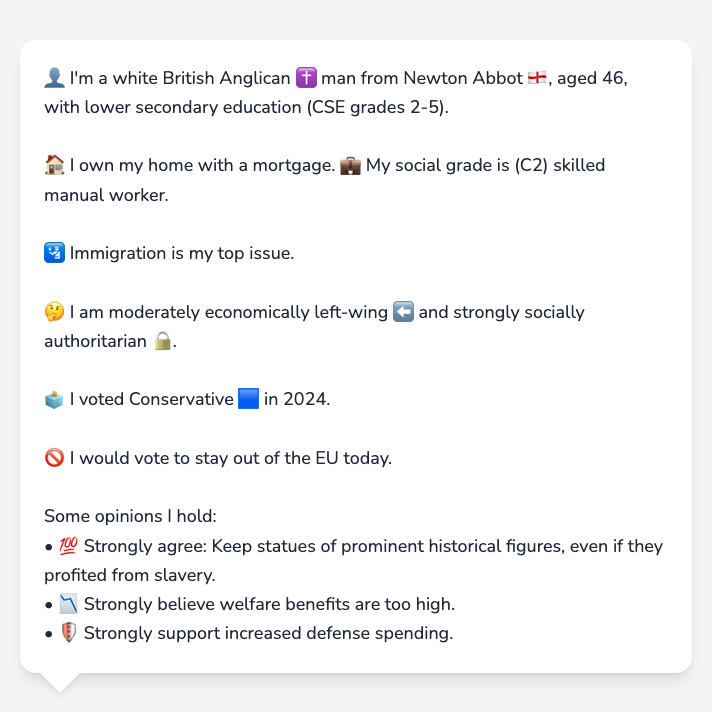 👤 I'm a white British Anglican ✝️ man from Newton Abbot 🏴󠁧󠁢󠁥󠁮󠁧󠁿, aged 46,
with lower secondary education (CSE grades 2-5).
🏠 I own my home with a mortgage. 💼 My social grade is (C2) skilled
manual worker.
🛂 Immigration is my top issue.
🤔 I am moderately economically left-wing ⬅️ and strongly socially
authoritarian 🔒.
🗳️ I voted Conservative 🟦 in 2024.
🚫 I would vote to stay out of the EU today.
Some opinions I hold:
• 💯 Strongly agree: Keep statues of prominent historical figures, even if they
profited from slavery.
• 📉 Strongly believe welfare benefits are too high.
• 🛡️ Strongly support increased defense spending.